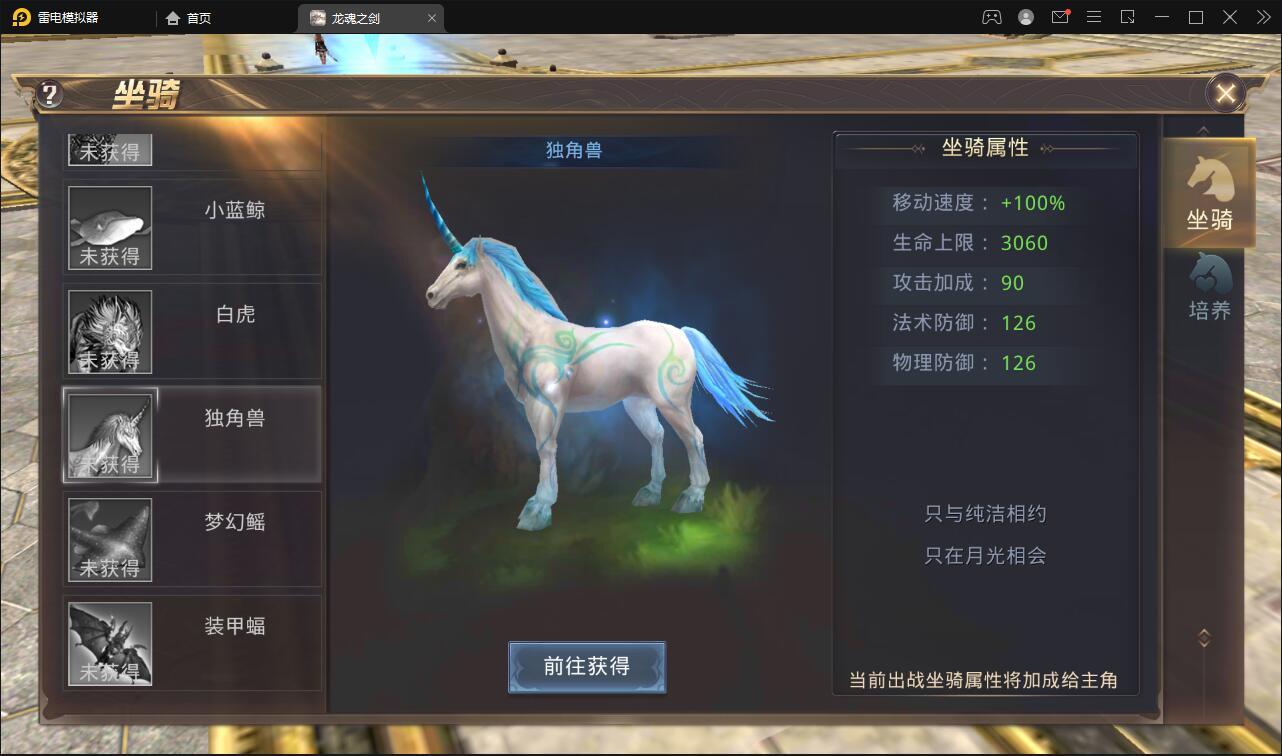 雷电模拟器
首页
龙魂之剑
坐骑
未获得
小蓝鲸
未获得
白虎
未获得
独角兽
未获得
梦幻鳐
未获得
装甲蝠
未获得
独角兽
前往获得
坐骑属性
移动速度： +100%
生命上限： 3060
攻击加成： 90
法术防御： 126
物理防御： 126
只与纯洁相约
只在月光相会
当前出战坐骑属性将加成给主角
坐骑
培养